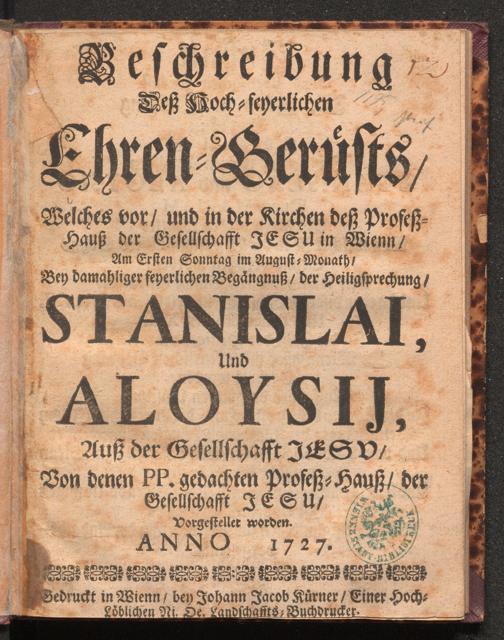 Beschreibung
Deß Hoch-feyerlichen
Ehren-Gerüsts/
Welches vor/ und in der Kirchen deß Profeß-
Hauß der Gesellschafft JESU in Wienn/
Am Ersten Sonntag im August-Monath/
Bey damahliger feyerlichen Begängnuß/ der Heiligsprechung/
STANISLAI,
Und
ALOYSIJ,
Auß der Gesellschafft JESV/
Von denen PP. gedachten Profeß-Hauß/ der
Gesellschafft JESU/
Vorgestellet worden.
ANNO 1727.
Gedruckt in Wienn/ bey Johann Jacob Kürner/ Einer Hoch-
Löblichen Ni. Oe. Landschaffts-Buchdrucker.